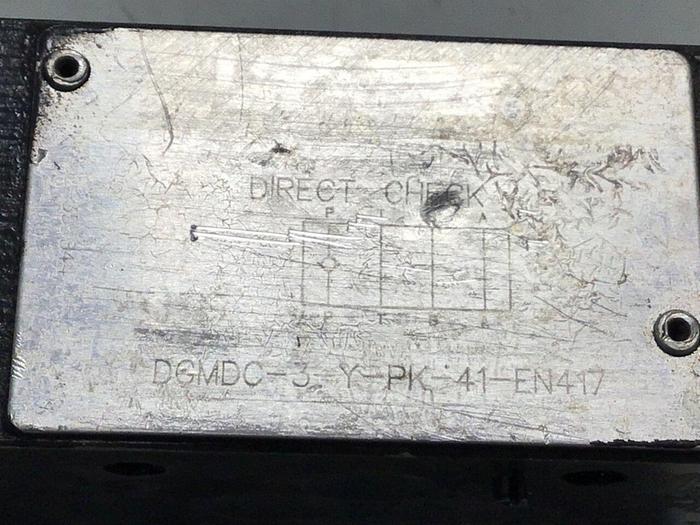 DIRECT CHECK
P T A
P T B A
DGMDC-3-Y-PK-41-EN417